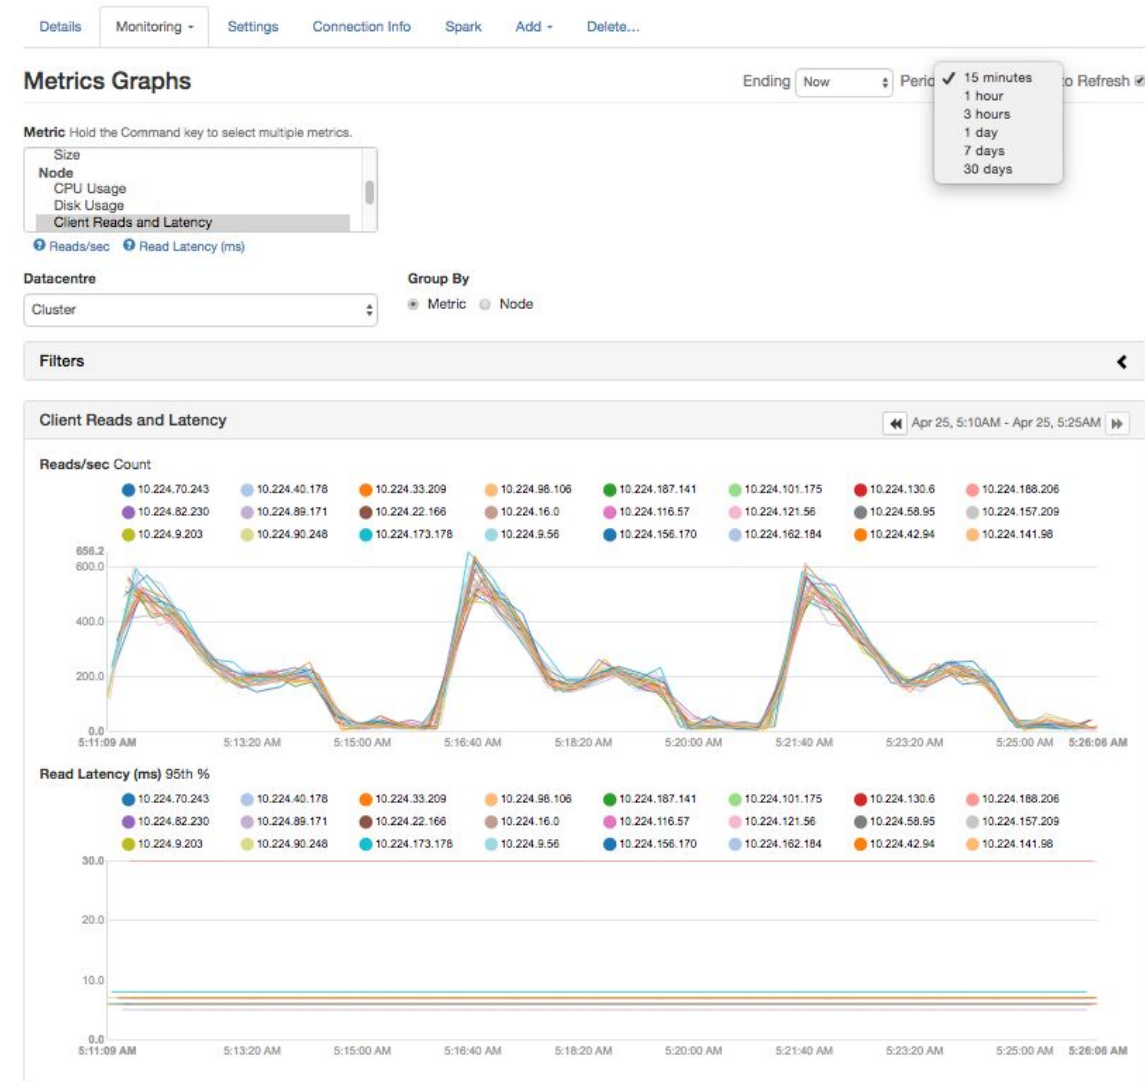 Details Monitoring Settings Connection Info Spark Add Delete...
Metrics Graphs
Ending Now Perio to Refresh
✓ 15 minutes
1 hour
3 hours
1 day
7 days
30 days
Metric Hold the Command key to select multiple metrics.
Size
Node
CPU Usage
Disk Usage
Client Reads and Latency
Reads/sec Read Latency (ms)
Datacentre Group By
Cluster Metric Node
Filters
Client Reads and Latency Apr 25, 5:10AM - Apr 25, 5:25AM
Reads/sec Count
10.224.70.243 10.224.40.178 10.224.33.209 10.224.98.106 10.224.187.141 10.224.101.175 10.224.130.6 10.224.188.206
10.224.82.230 10.224.89.171 10.224.22.166 10.224.16.0 10.224.116.57 10.224.121.56 10.224.58.95 10.224.157.209
10.224.9.203 10.224.90.248 10.224.173.178 10.224.9.56 10.224.156.170 10.224.162.184 10.224.42.94 10.224.141.98
656.2
600.0
400.0
200.0
0.0
5:11:09 AM 5:13:20 AM 5:15:00 AM 5:16:40 AM 5:18:20 AM 5:20:00 AM 5:21:40 AM 5:23:20 AM 5:25:00 AM 5:26:06 AM
Read Latency (ms) 95th %
10.224.70.243 10.224.40.178 10.224.33.209 10.224.98.106 10.224.187.141 10.224.101.175 10.224.130.6 10.224.188.206
10.224.82.230 10.224.89.171 10.224.22.166 10.224.16.0 10.224.116.57 10.224.121.56 10.224.58.95 10.224.157.209
10.224.9.203 10.224.90.248 10.224.173.178 10.224.9.56 10.224.156.170 10.224.162.184 10.224.42.94 10.224.141.98
30.0
20.0
10.0
0.0
5:11:09 AM 5:13:20 AM 5:15:00 AM 5:16:40 AM 5:18:20 AM 5:20:00 AM 5:21:40 AM 5:23:20 AM 5:25:00 AM 5:26:06 AM